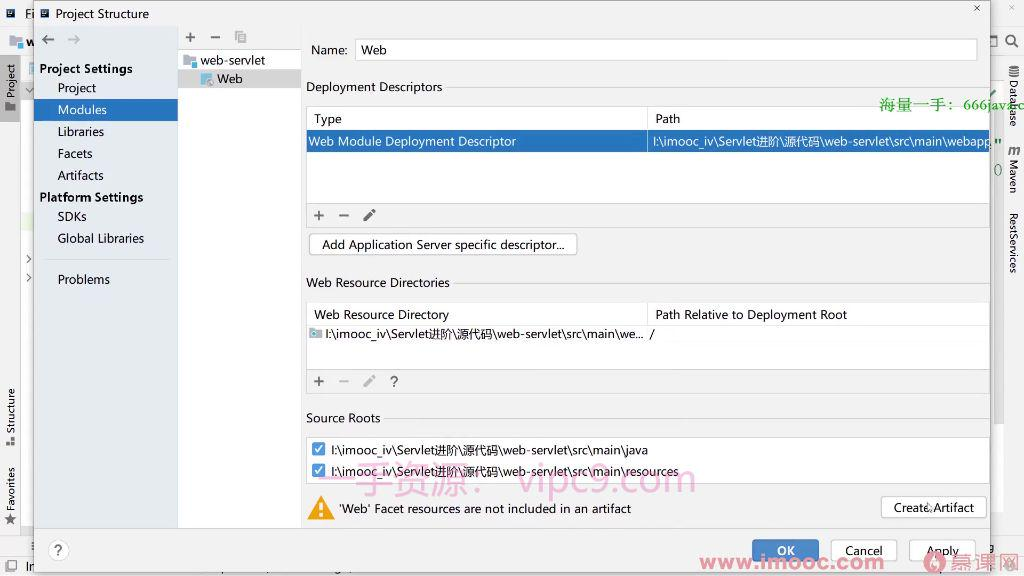 Fi
Project Structure
w
Name: Web
Project Settings
Project
Modules
Libraries
Facets
Artifacts
Platform Settings
SDKs
Global Libraries
Problems
web-servlet
Web
Deployment Descriptors
Type Path
Web Module Deployment Descriptor I:\imooc_iv\Servlet进阶\源代码\web-servlet\src\main\webapp
Add Application Server specific descriptor...
Web Resource Directories
Web Resource Directory Path Relative to Deployment Root
I:\imooc_iv\Servlet进阶\源代码\web-servlet\src\main\we... /
?
Source Roots
I:\imooc_iv\Servlet进阶\源代码\web-servlet\src\main\java
I:\imooc_iv\Servlet进阶\源代码\web-servlet\src\main\resources
一手资源: vipc9.com
'Web' Facet resources are not included in an artifact
Create Artifact
?
OK Cancel Apply
www.imooc.com 慕课网
海量一手: 666java.c
Project
Structure
Favorites
Database
m Maven
RestServices